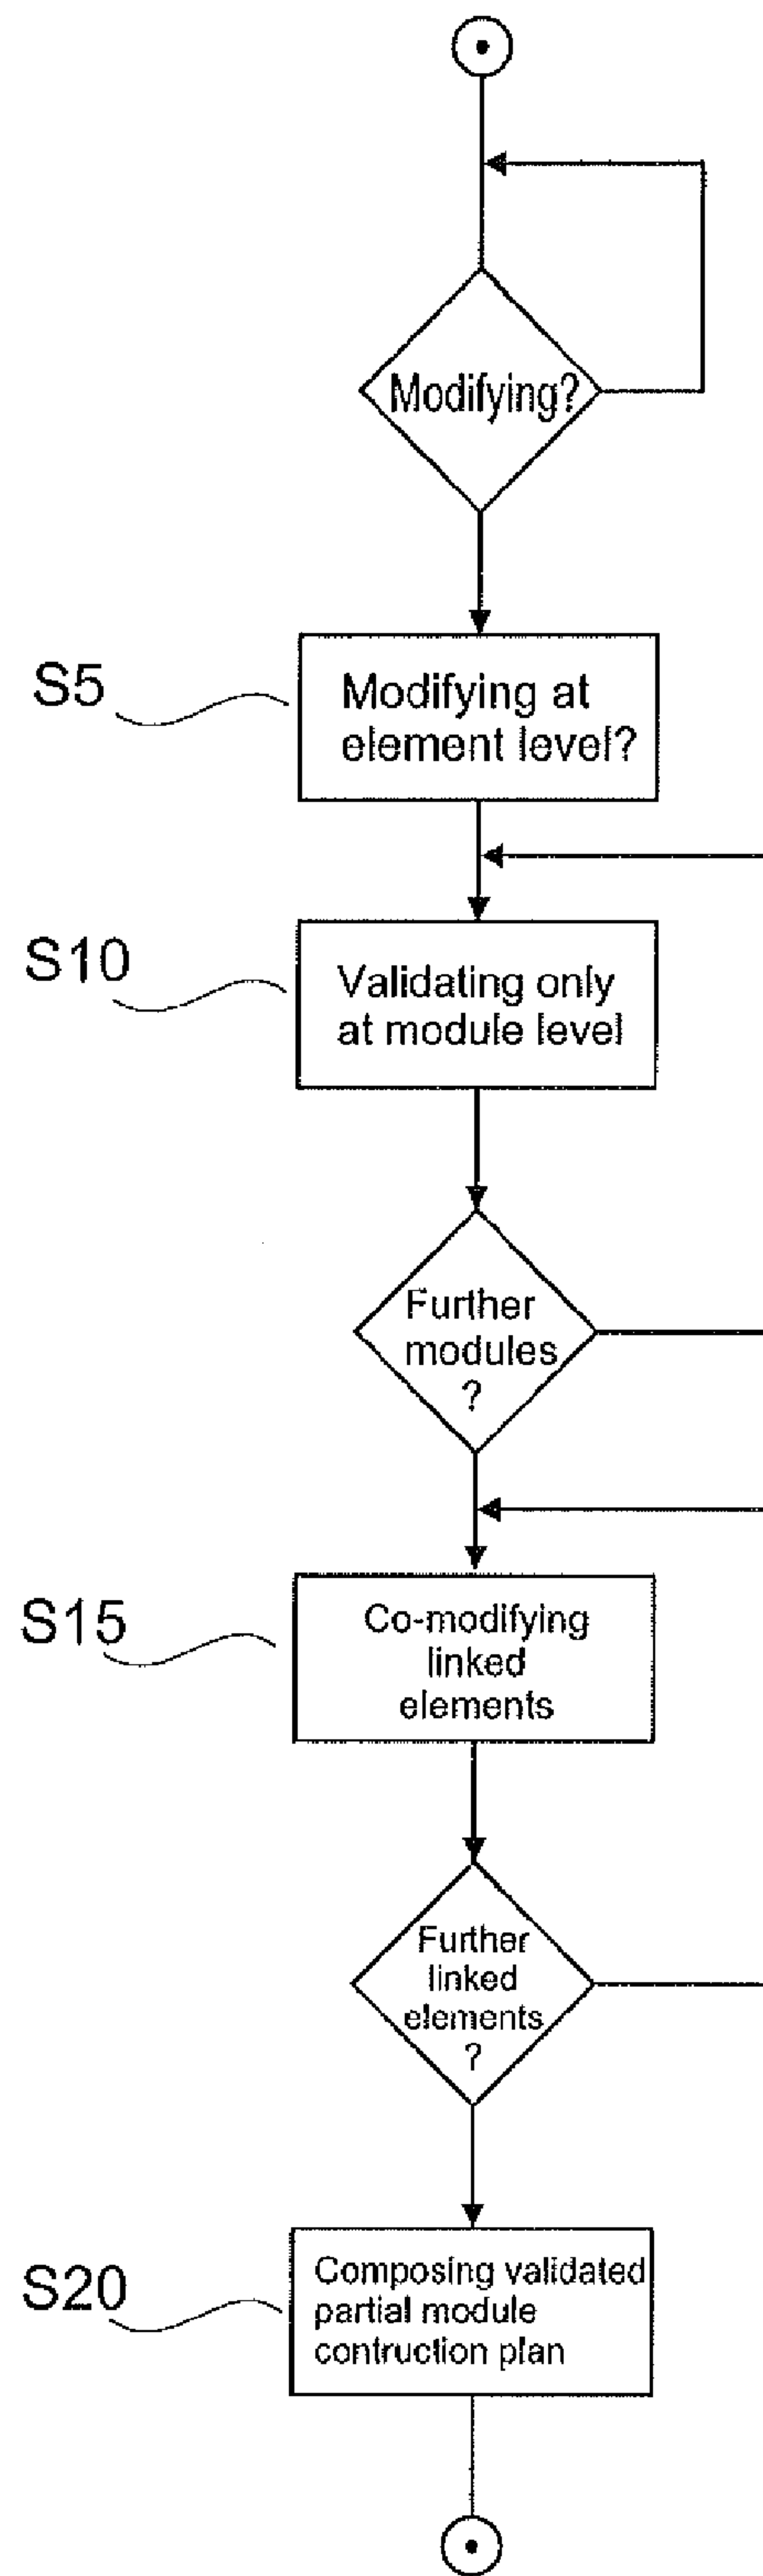 Modifying?
S5
Modifying at
element level?
S10
Validating only
at module level
Further
modules
?
S15
Co-modifying
linked
elements
Further
linked
elements
?
S20
Composing validated
partial module
contruction plan